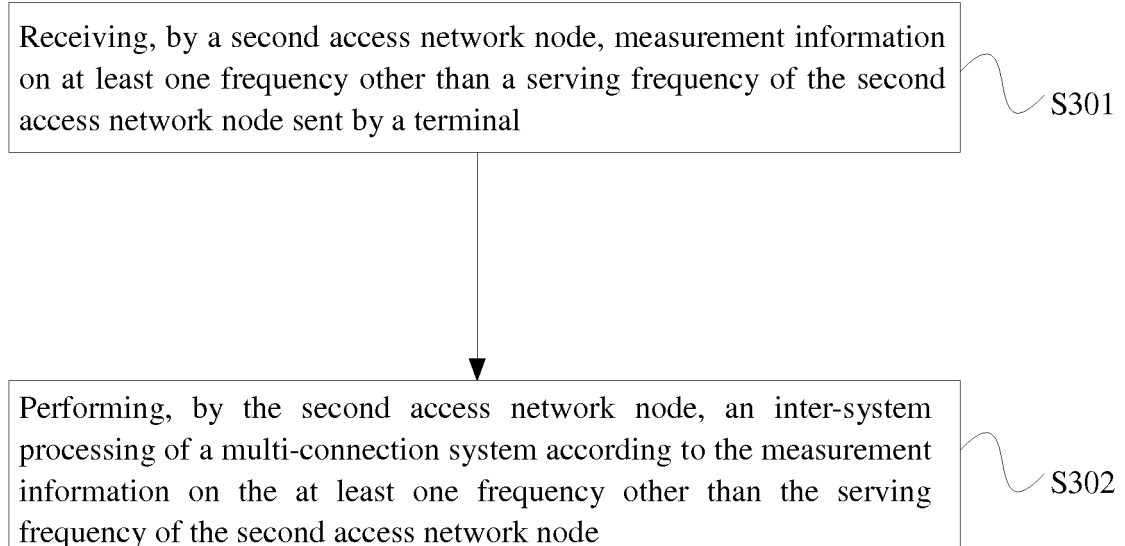 Receiving, by a second access network node, measurement information
on at least one frequency other than a serving frequency of the second
access network node sent by a terminal
S301
Performing, by the second access network node, an inter-system
processing of a multi-connection system according to the measurement
information on the at least one frequency other than the serving
frequency of the second access network node
S302